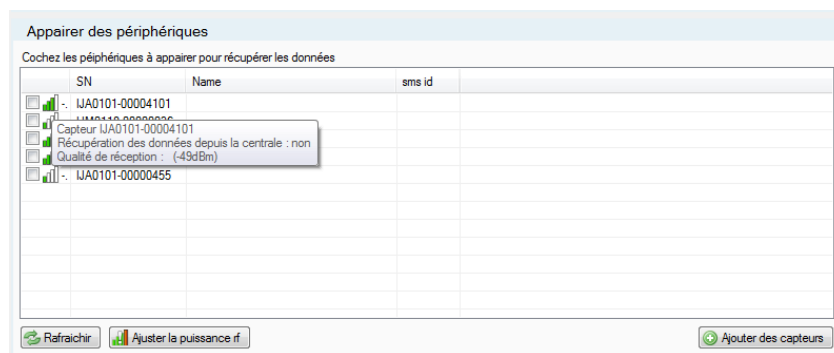 Appairer des périphériques
Cochez les péiphériques à appairer pour récupérer les données
SN Name sms id
-. IJA0101-00004101
Capteur IJA0101-00004101
Récupération des données depuis la centrale : non
Qualité de réception : (-49dBm)
-. IJA0101-00000455
Rafraichir Ajuster la puissance rf Ajouter des capteurs